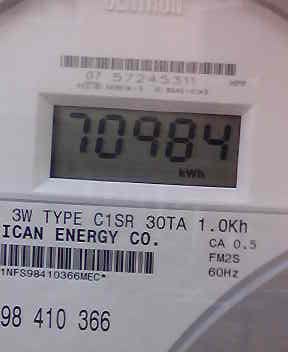 CENTRON
07 57245311
70984
kWh
3W TYPE C1SR 30TA 1.0Kh
ICAN ENERGY CO.
CA 0.5
FM2S
1NFS98410366MEC*
60Hz
98 410 366